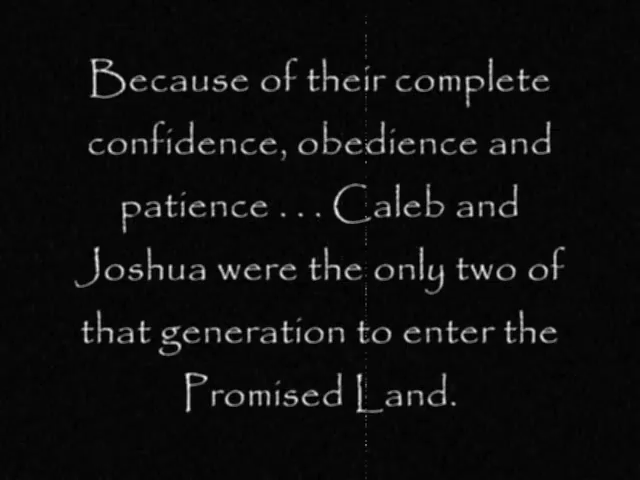 Because of their complete
confidence, obedience and
patience . . . Caleb and
Joshua were the only two of
that generation to enter the
Promised Land.